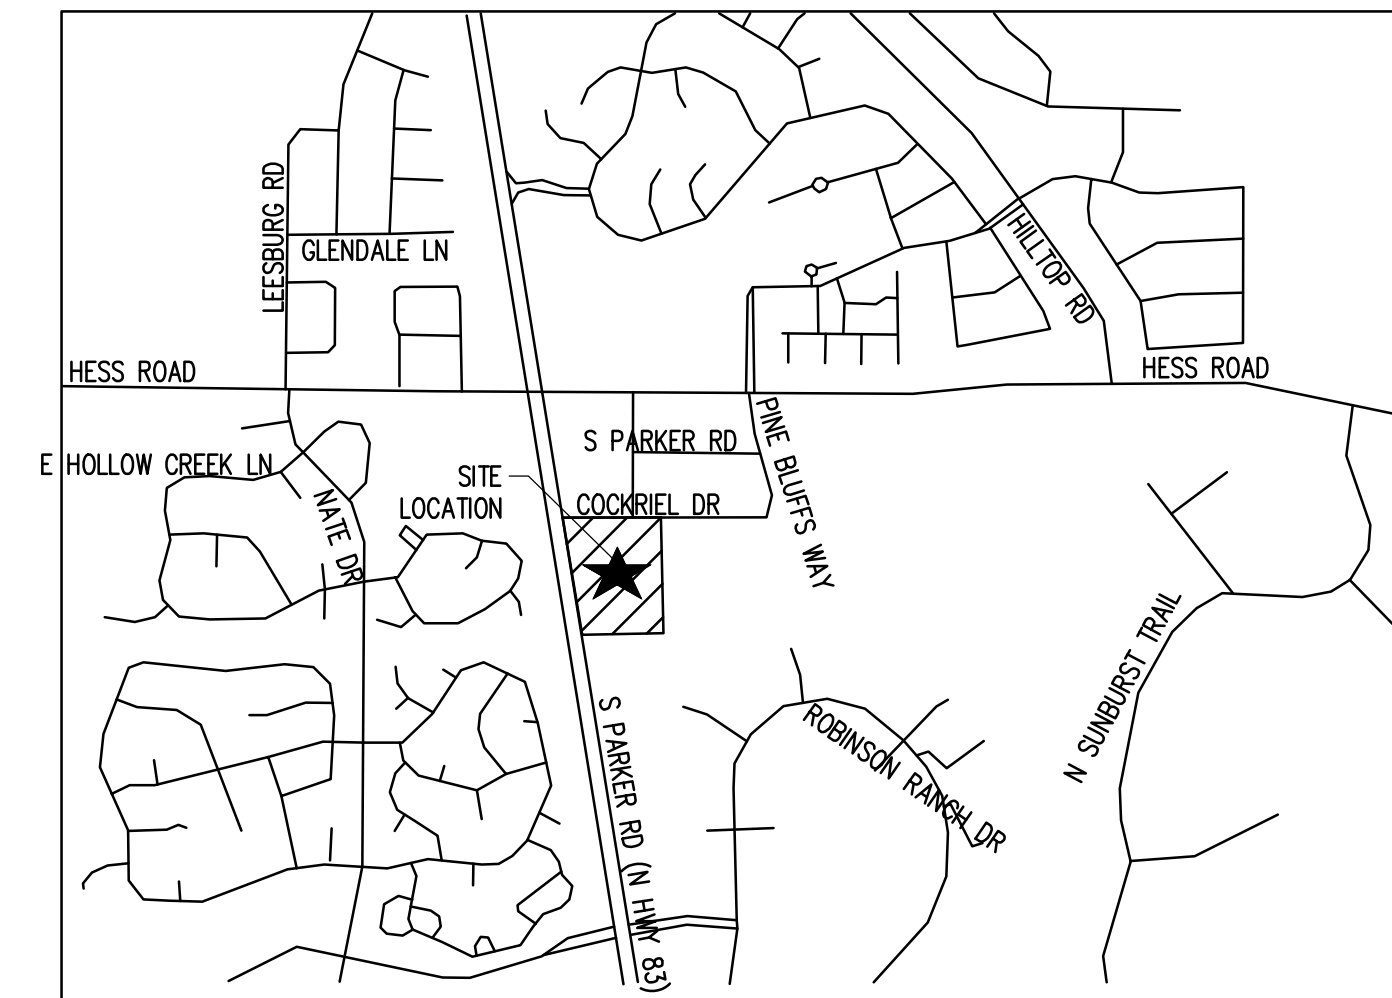 LEESBURG RD
GLENDALE LN
HILLTOP RD
HESS ROAD
HESS ROAD
S PARKER RD
PINE BLUFFS WAY
E HOLLOW CREEK LN
SITE
LOCATION
COCKRIEL DR
NATE DR
N SUNBURST TRAIL
S PARKER RD (N HWY 83)
ROBINSON RANCH DR